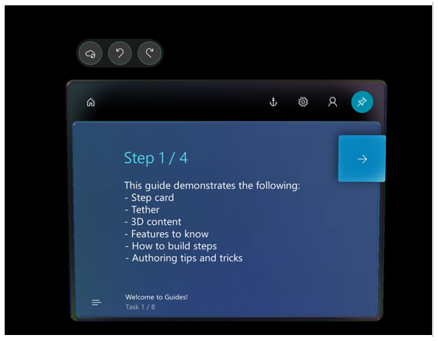 Step 1 / 4
This guide demonstrates the following:
- Step card
- Tether
- 3D content
- Features to know
- How to build steps
- Authoring tips and tricks
Welcome to Guides!
Task 1 / 8